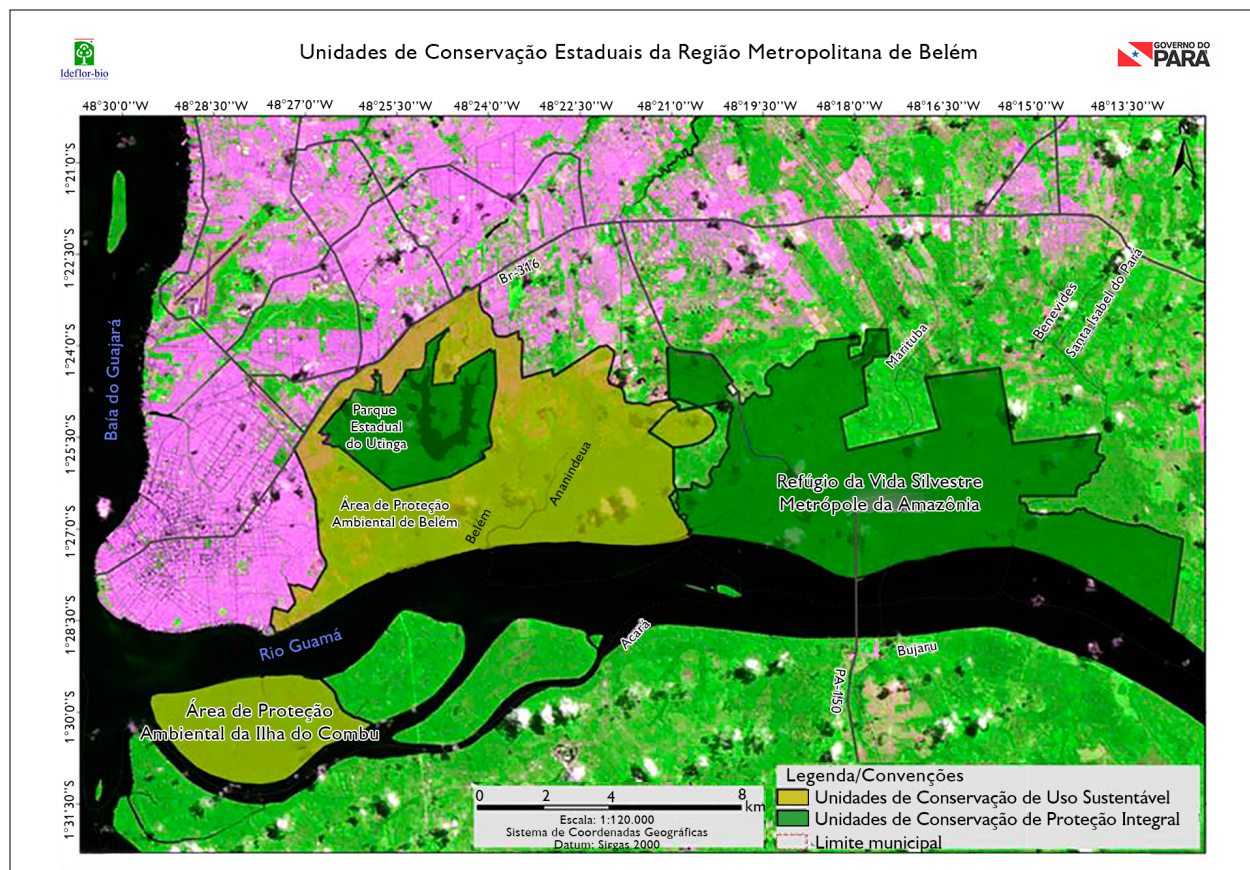 Ideflor-bio
Unidades de Conservação Estaduais da Região Metropolitana de Belém
GOVERNO DO
PARÁ
48°30'0"W 48°28'30"W 48°27'0"W 48°25'30"W 48°24'0"W 48°22'30"W 48°21'0"W 48°19'30"W 48°18'0"W 48°16'30"W 48°15'0"W 48°13'30"W
N
1°21'0"S
1°22'30"S
1°24'0"S
1°25'30"S
1°27'0"S
1°28'30"S
1°30'0"S
1°31'30"S
Br-316
Baía do Guajará
Benevides
Santa Isabel do Pará
Marituba
Parque
Estadual
do Utinga
Ananindeua
Belém
Área de Proteção
Ambiental de Belém
Refúgio da Vida Silvestre
Metrópole da Amazônia
Rio Guamá
Acará
Bujaru
PA-150
Área de Proteção
Ambiental da Ilha do Combu
0 2 4 8
km
Escala: 1:120.000
Sistema de Coordenadas Geográficas
Datum: Sirgas 2000
Legenda/Convenções
Unidades de Conservação de Uso Sustentável
Unidades de Conservação de Proteção Integral
Limite municipal